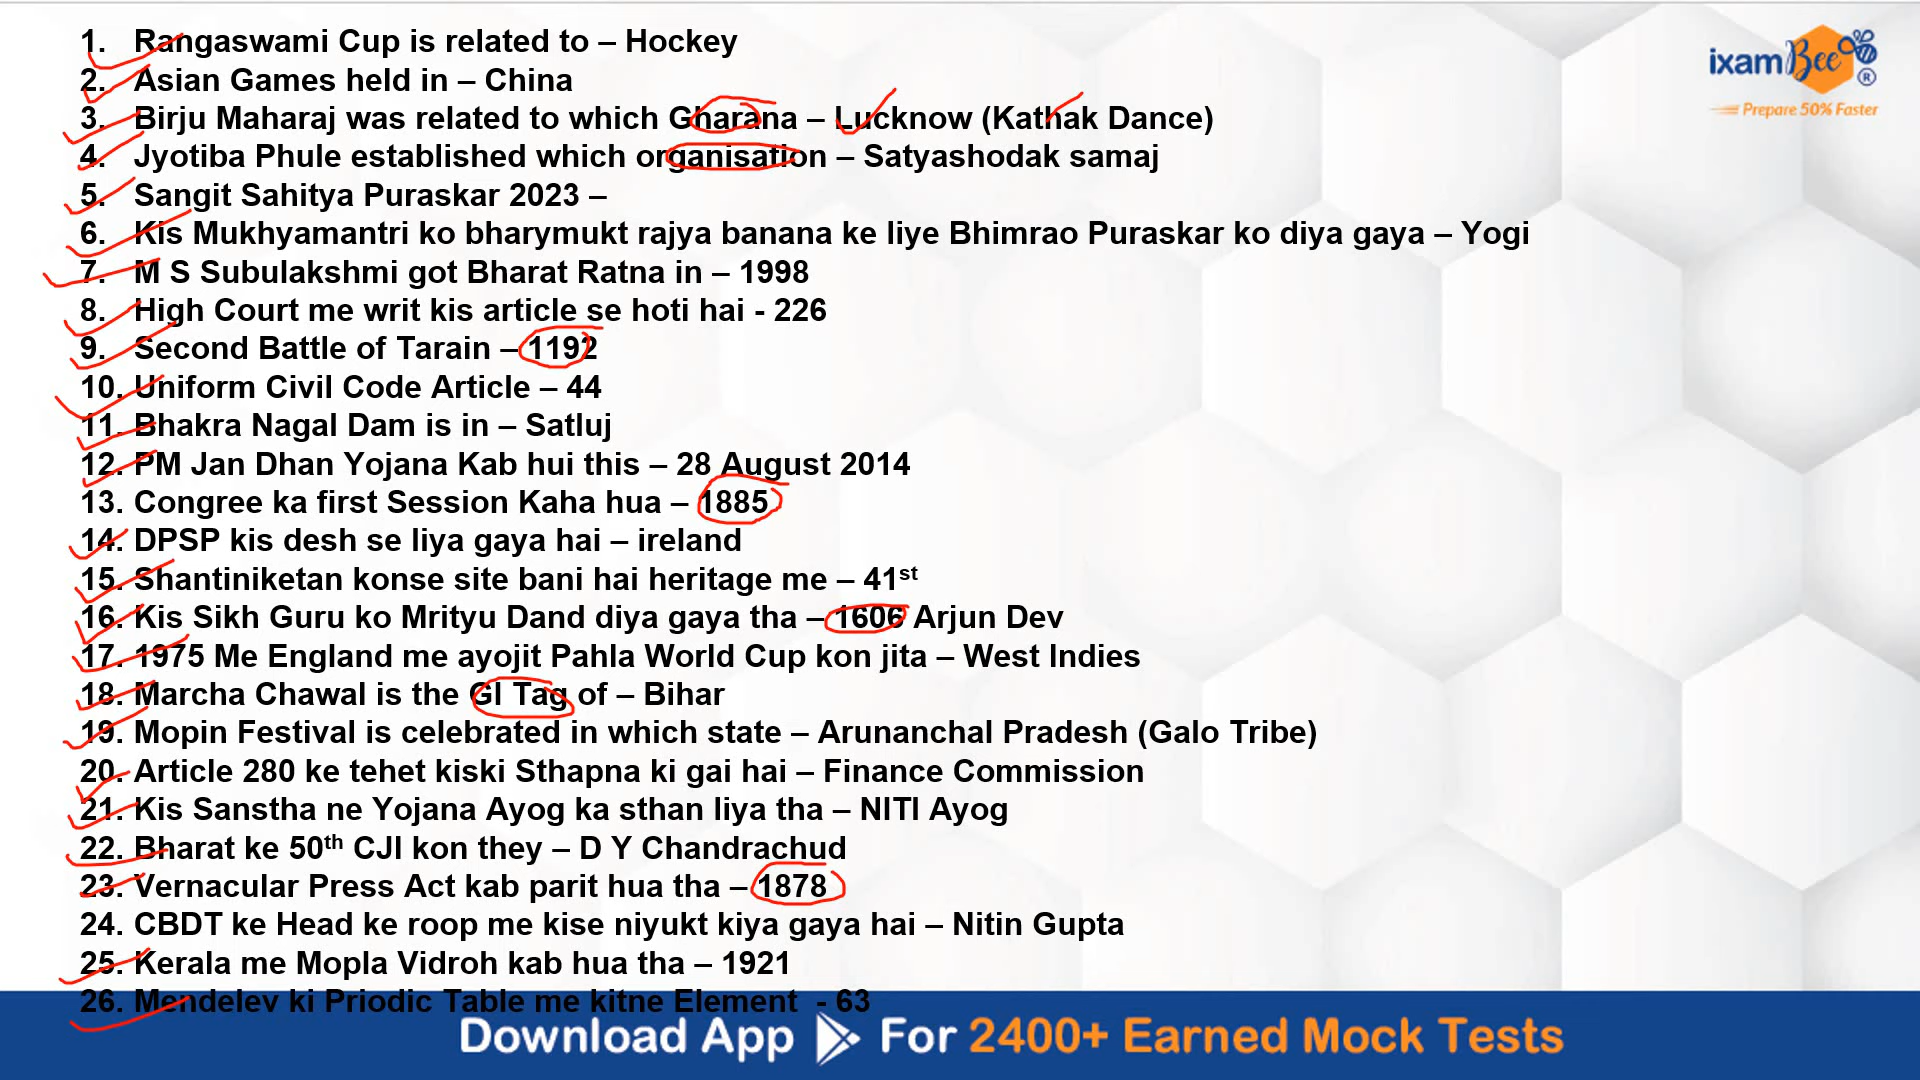 1. Rangaswami Cup is related to – Hockey
2. Asian Games held in – China
3. Birju Maharaj was related to which Gharana – Lucknow (Kathak Dance)
4. Jyotiba Phule established which organisation – Satyashodak samaj
5. Sangit Sahitya Puraskar 2023 –
6. Kis Mukhyamantri ko bharymukt rajya banana ke liye Bhimrao Puraskar ko diya gaya – Yogi
7. M S Subulakshmi got Bharat Ratna in – 1998
8. High Court me writ kis article se hoti hai - 226
9. Second Battle of Tarain – 1192
10. Uniform Civil Code Article – 44
11. Bhakra Nagal Dam is in – Satluj
12. PM Jan Dhan Yojana Kab hui this – 28 August 2014
13. Congree ka first Session Kaha hua – 1885
14. DPSP kis desh se liya gaya hai – ireland
15. Shantiniketan konse site bani hai heritage me – 41st
16. Kis Sikh Guru ko Mrityu Dand diya gaya tha – 1606 Arjun Dev
17. 1975 Me England me ayojit Pahla World Cup kon jita – West Indies
18. Marcha Chawal is the GI Tag of – Bihar
19. Mopin Festival is celebrated in which state – Arunanchal Pradesh (Galo Tribe)
20. Article 280 ke tehet kiski Sthapna ki gai hai – Finance Commission
21. Kis Sanstha ne Yojana Ayog ka sthan liya tha – NITI Ayog
22. Bharat ke 50th CJI kon they – D Y Chandrachud
23. Vernacular Press Act kab parit hua tha – 1878
24. CBDT ke Head ke roop me kise niyukt kiya gaya hai – Nitin Gupta
25. Kerala me Mopla Vidroh kab hua tha – 1921
26. Mendelev ki Priodic Table me kitne Element - 63
ixamBee ®
Prepare 50% Faster
Download App For 2400+ Earned Mock Tests